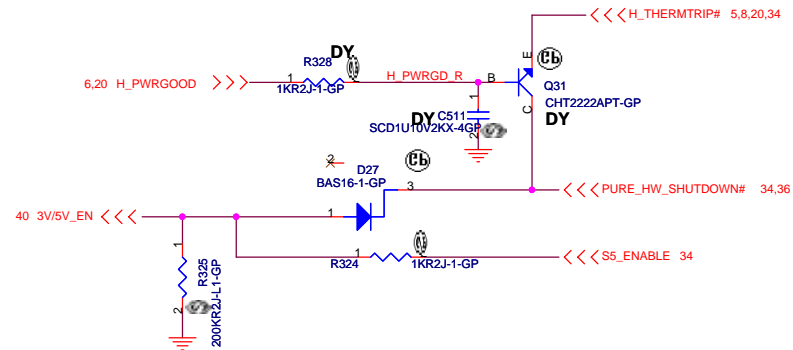 H_THERMTRIP# 5,8,20,34
DY
R328
E
6,20 H_PWRGOOD
1
H_PWRGD_R
B
1KR2J-1-GP
Q31
CHT2222APT-GP
1
DY
C511
C
DY
SCD1U10V2KX-4GP
2
2
D27
BAS16-1-GP
3
PURE_HW_SHUTDOWN# 34,36
40 3V/5V_EN
1
1
S5_ENABLE 34
R324
1
1KR2J-1-GP
R325
200KR2J-L1-GP
2